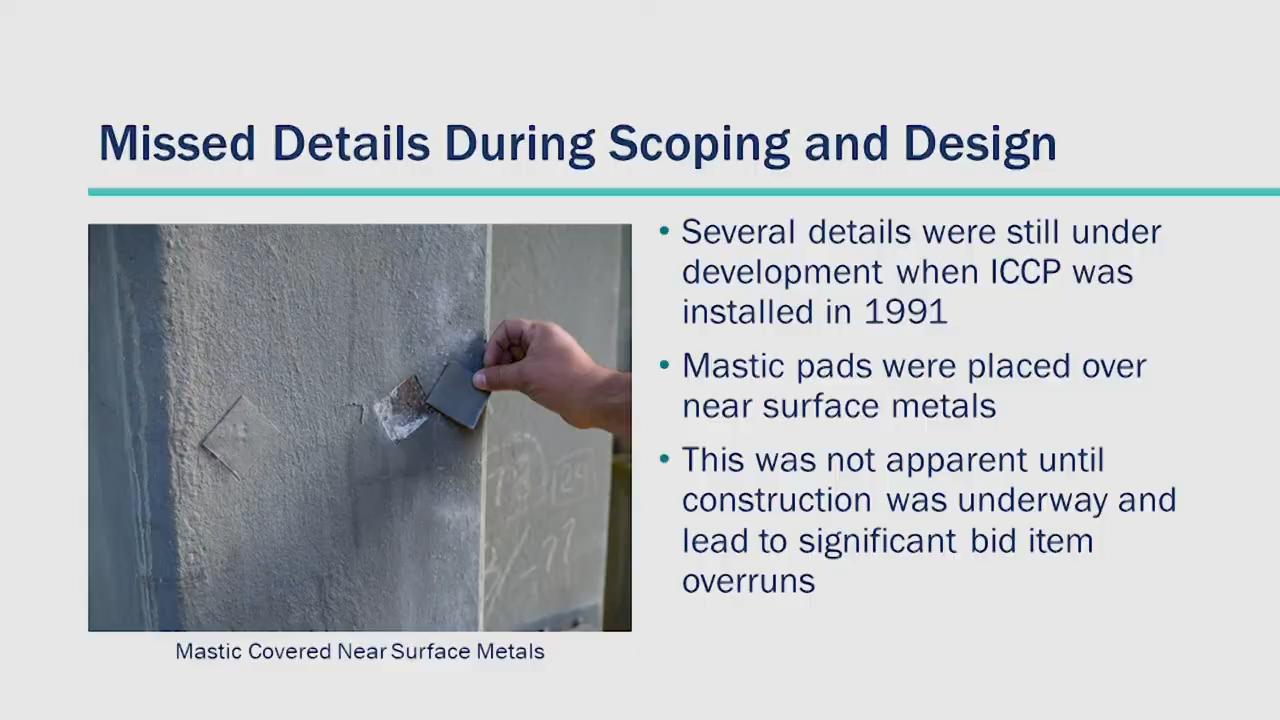 Missed Details During Scoping and Design
• Several details were still under
development when ICCP was
installed in 1991
• Mastic pads were placed over
near surface metals
• This was not apparent until
construction was underway and
lead to significant bid item
overruns
Mastic Covered Near Surface Metals